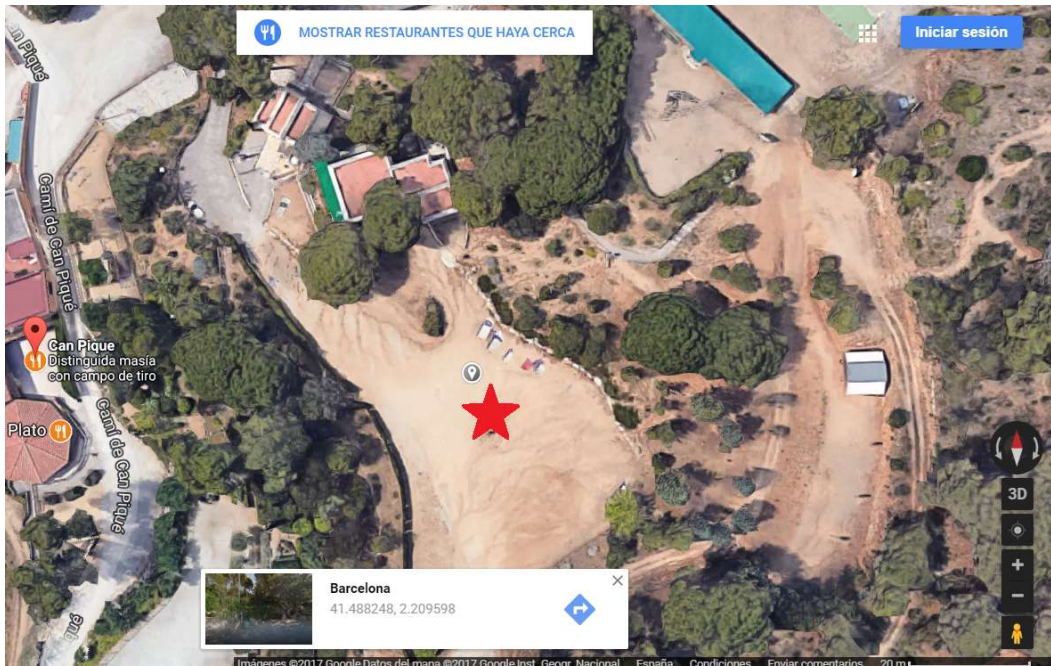 MOSTRAR RESTAURANTES QUE HAYA CERCA
Iniciar sesión
Camí de Can Piqué
Can Pique
Distinguida masía
con campo de tiro
Plato
Camí de Can Piqué
3D
Barcelona
41.488248, 2.209598
Imágenes ©2017 Google Datos del mapa ©2017 Google Inst. Geogr. Nacional España Condiciones Enviar comentarios 20 m